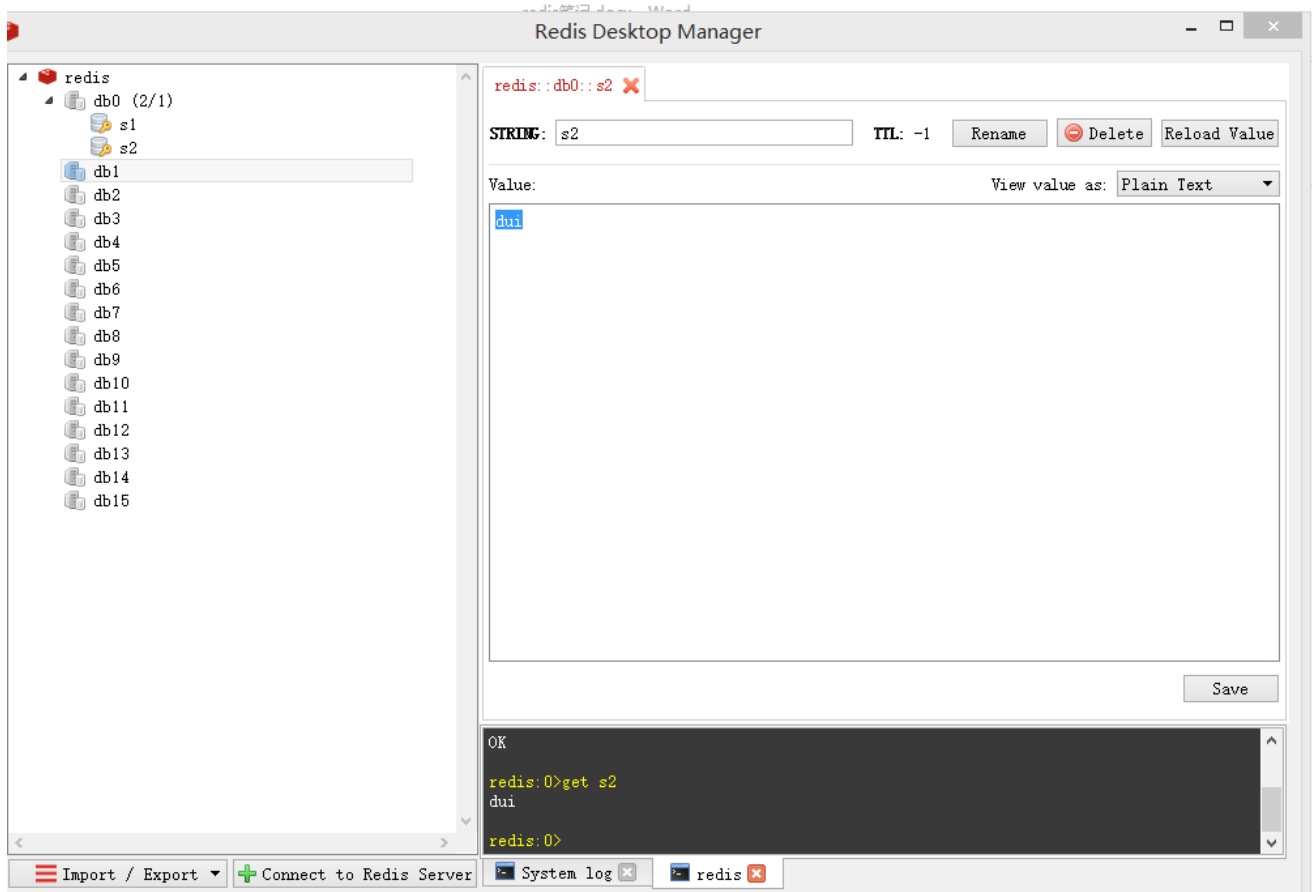 Redis Desktop Manager
redis
db0 (2/1)
s1
s2
db1
db2
db3
db4
db5
db6
db7
db8
db9
db10
db11
db12
db13
db14
db15
Import / Export
Connect to Redis Server
redis::db0::s2
STRING: s2 TTL: -1 Rename Delete Reload Value
Value: View value as: Plain Text
dui
Save
OK
redis:0>get s2
dui
redis:0>
System log redis